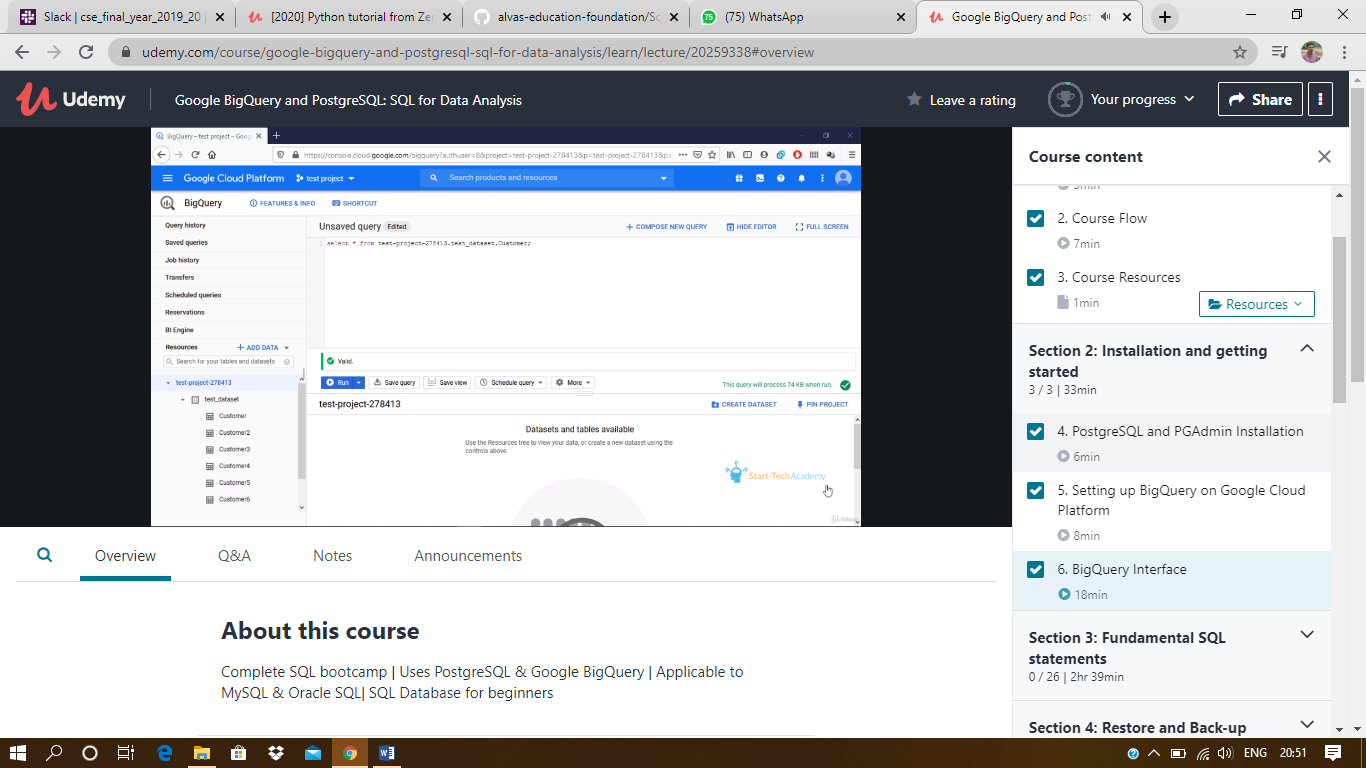 Slack | cse_final_year_2019_20 |
[2020] Python tutorial from Zer
alvas-education-foundation/Sc
75
(75) WhatsApp
Google BigQuery and Post
udemy.com/course/google-bigquery-and-postgresql-sql-for-data-analysis/learn/lecture/20259338#overview
Udemy
Google BigQuery and PostgreSQL: SQL for Data Analysis
Leave a rating
Your progress
Share
BigQuery – test project – Goog
https://console.cloud.google.com/bigquery?authuser=8&project=test-project-278413&p=test-project-278413&pa
Google Cloud Platform
test project
Search products and resources
BigQuery
FEATURES & INFO
SHORTCUT
Query history
Saved queries
Job history
Transfers
Scheduled queries
Reservations
BI Engine
Resources
+ ADD DATA
Search for your tables and datasets
test-project-278413
test_dataset
Customer
Customer2
Customer3
Customer4
Customer5
Customer6
Unsaved query
Edited
+ COMPOSE NEW QUERY
HIDE EDITOR
FULL SCREEN
1 select * from test-project-278413.test_dataset.Customer;
Valid.
Run
Save query
Save view
Schedule query
More
This query will process 74 KB when run.
test-project-278413
CREATE DATASET
PIN PROJECT
Datasets and tables available
Use the Resources tree to view your data, or create a new dataset using the
controls above.
Start-TechAcademy
Udemy
Course content
5min
2. Course Flow
7min
3. Course Resources
1min
Resources
Section 2: Installation and getting
started
3 / 3 | 33min
4. PostgreSQL and PGAdmin Installation
6min
5. Setting up BigQuery on Google Cloud
Platform
8min
6. BigQuery Interface
18min
Section 3: Fundamental SQL
statements
0 / 26 | 2hr 39min
Section 4: Restore and Back-up
Overview
Q&A
Notes
Announcements
About this course
Complete SQL bootcamp | Uses PostgreSQL & Google BigQuery | Applicable to
MySQL & Oracle SQL| SQL Database for beginners
ENG
20:51